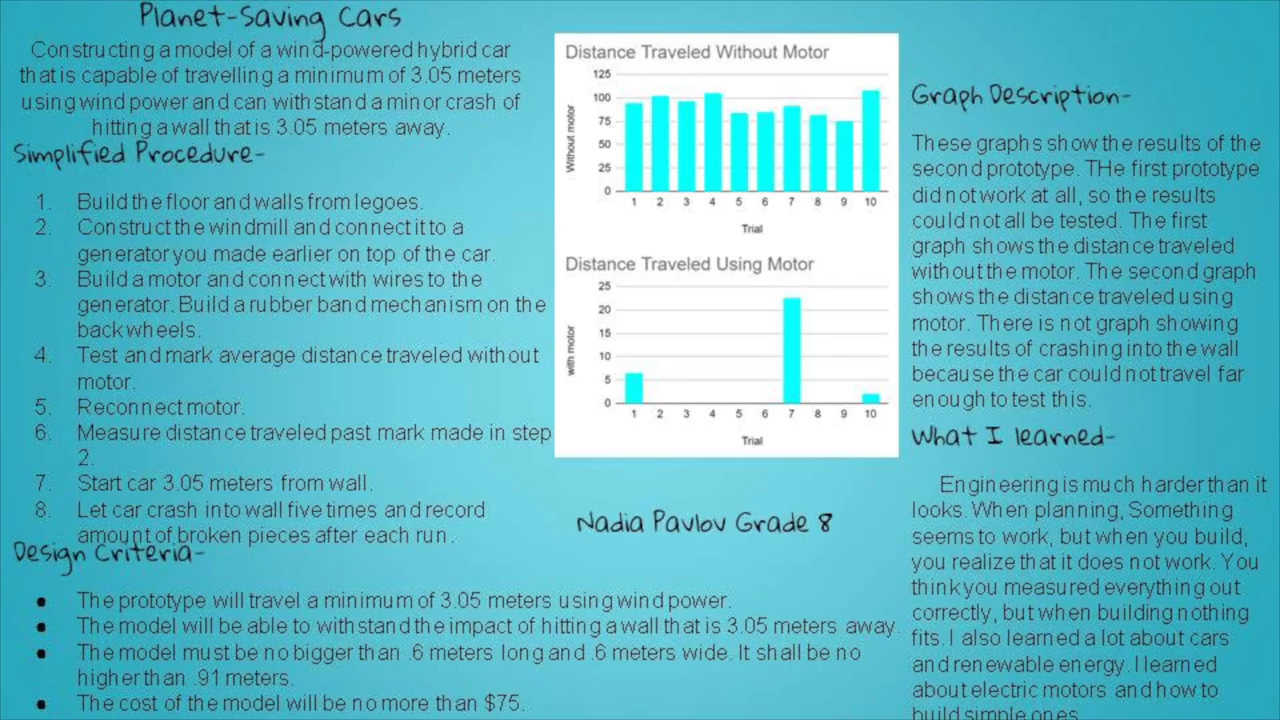 Planet-Saving Cars
Constructing a model of a wind-powered hybrid car
that is capable of travelling a minimum of 3.05 meters
using wind power and can withstand a minor crash of
hitting a wall that is 3.05 meters away.
Simplified Procedure-
1. Build the floor and walls from legoes.
2. Construct the windmill and connect it to a
generator you made earlier on top of the car.
3. Build a motor and connect with wires to the
generator. Build a rubber band mechanism on the
back wheels.
4. Test and mark average distance traveled without
motor.
5. Reconnect motor.
6. Measure distance traveled past mark made in step
2.
7. Start car 3.05 meters from wall.
8. Let car crash into wall five times and record
amount of broken pieces after each run.
Design Criteria-
• The prototype will travel a minimum of 3.05 meters using wind power.
• The model will be able to withstand the impact of hitting a wall that is 3.05 meters away.
• The model must be no bigger than .6 meters long and .6 meters wide. It shall be no
higher than .91 meters.
• The cost of the model will be no more than $75.
Distance Traveled Without Motor
125
100
75
50
25
0
Without motor
1 2 3 4 5 6 7 8 9 10
Trial
Distance Traveled Using Motor
25
20
15
10
5
0
with motor
1 2 3 4 5 6 7 8 9 10
Trial
Nadia Pavlov Grade 8
Graph Description-
These graphs show the results of the
second prototype. THe first prototype
did not work at all, so the results
could not all be tested. The first
graph shows the distance traveled
without the motor. The second graph
shows the distance traveled using
motor. There is not graph showing
the results of crashing into the wall
because the car could not travel far
enough to test this.
What I learned-
Engineering is much harder than it
looks. When planning, Something
seems to work, but when you build,
you realize that it does not work. You
think you measured everything out
correctly, but when building nothing
fits. I also learned a lot about cars
and renewable energy. I learned
about electric motors and how to
build simple ones